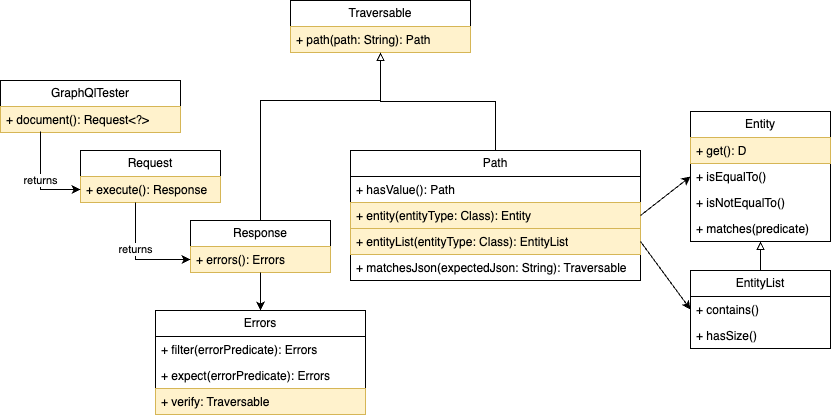 Traversable
+ path(path: String): Path
GraphQlTester
+ document(): Request<?>
returns
Request
+ execute(): Response
returns
Response
+ errors(): Errors
Errors
+ filter(errorPredicate): Errors
+ expect(errorPredicate): Errors
+ verify: Traversable
Path
+ hasValue(): Path
+ entity(entityType: Class): Entity
+ entityList(entityType: Class): EntityList
+ matchesJson(expectedJson: String): Traversable
Entity
+ get(): D
+ isEqualTo()
+ isNotEqualTo()
+ matches(predicate)
EntityList
+ contains()
+ hasSize()